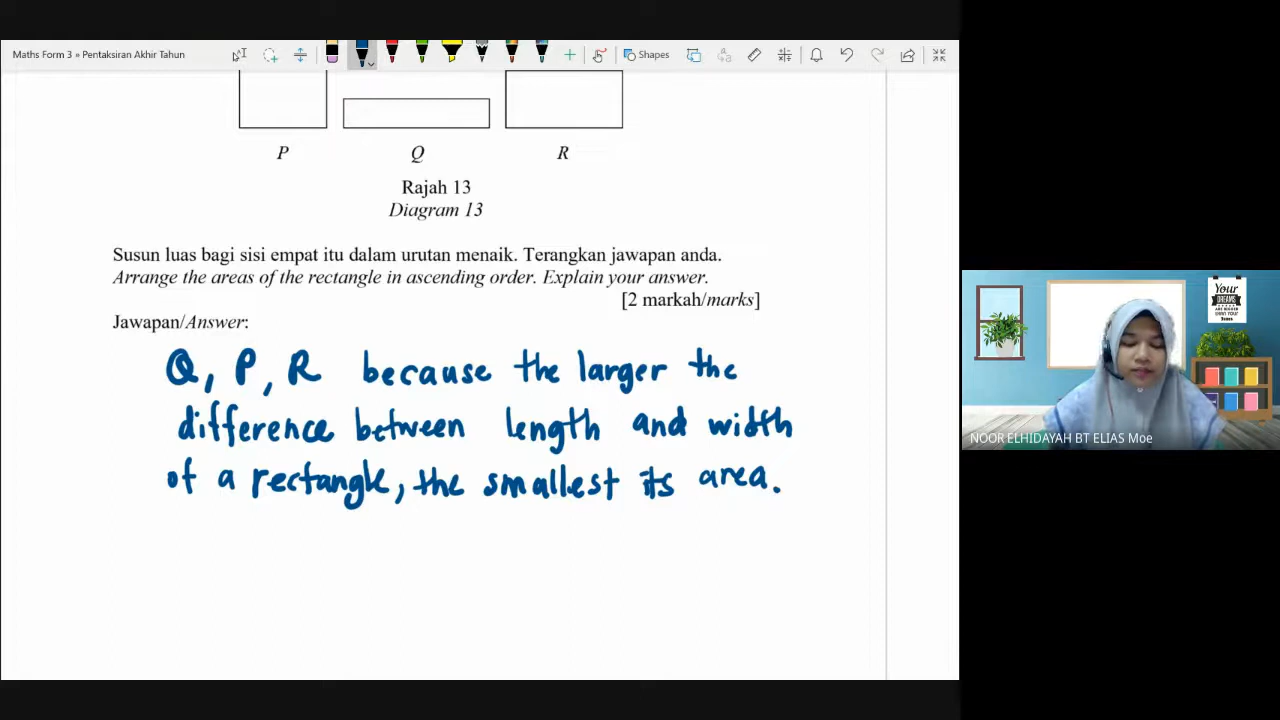 Maths Form 3 » Pentaksiran Akhir Tahun
Shapes
P Q R
Rajah 13
Diagram 13
Susun luas bagi sisi empat itu dalam urutan menaik. Terangkan jawapan anda.
Arrange the areas of the rectangle in ascending order. Explain your answer.
[2 markah/marks]
Jawapan/Answer:
Q, P, R because the larger the
difference between length and width
of a rectangle, the smallest its area.
Your
DREAMS
NOOR ELHIDAYAH BT ELIAS Moe